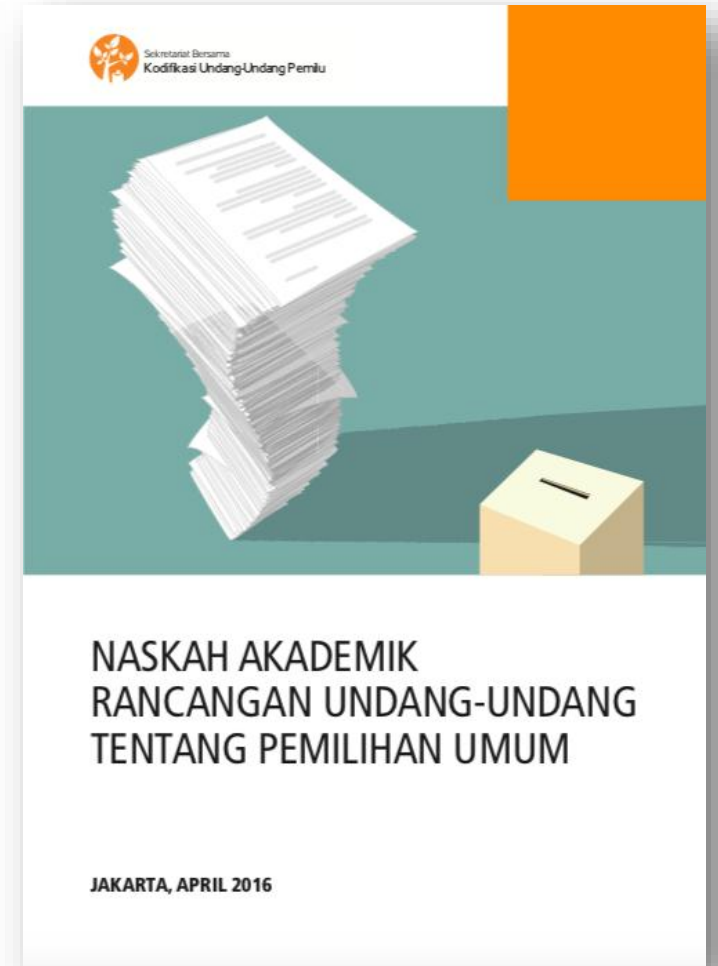 Sekretariat Bersama
Kodifikasi Undang-Undang Pemilu
NASKAH AKADEMIK
RANCANGAN UNDANG-UNDANG
TENTANG PEMILIHAN UMUM
JAKARTA, APRIL 2016